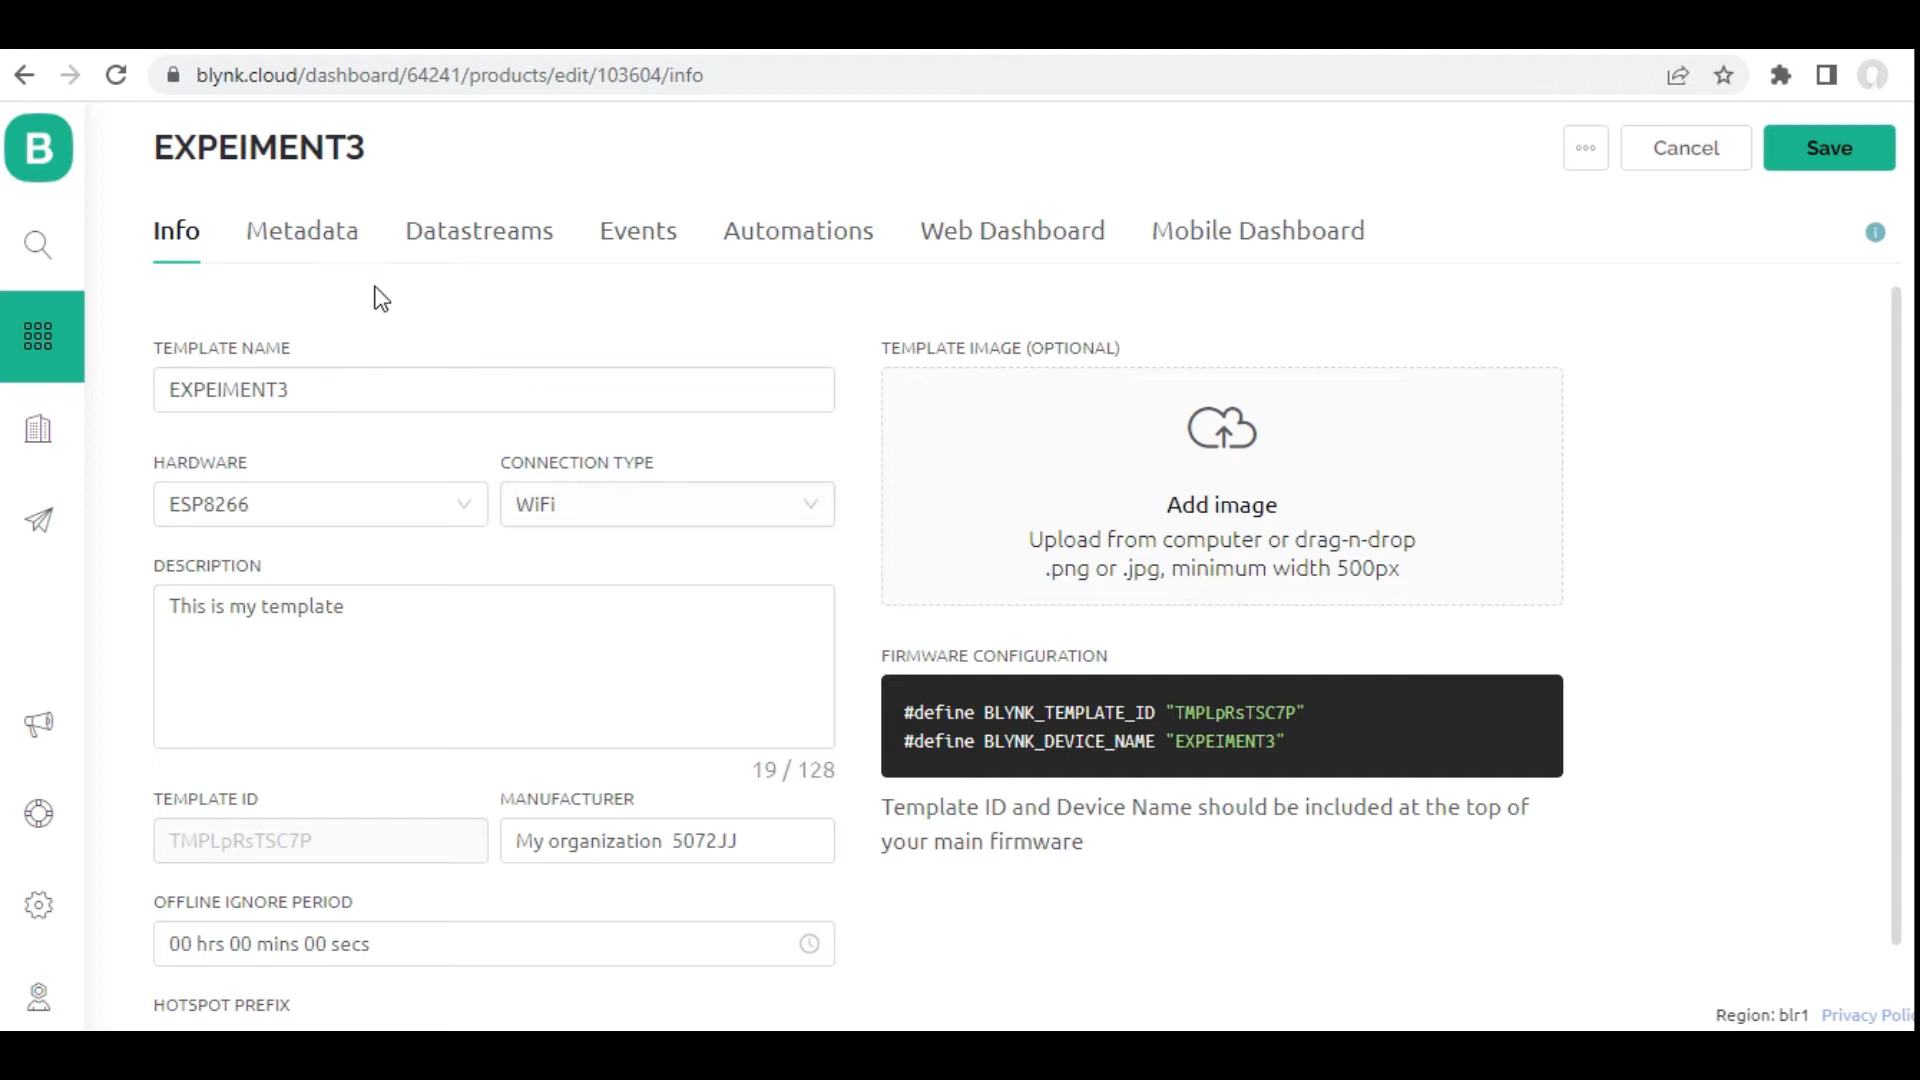 blynk.cloud/dashboard/64241/products/edit/103604/info
B
EXPEIMENT3
Cancel
Save
Info
Metadata
Datastreams
Events
Automations
Web Dashboard
Mobile Dashboard
TEMPLATE NAME
EXPEIMENT3
HARDWARE
CONNECTION TYPE
ESP8266
WiFi
DESCRIPTION
This is my template
19 / 128
TEMPLATE ID
MANUFACTURER
TMPLpRsTSC7P
My organization 5072JJ
OFFLINE IGNORE PERIOD
00 hrs 00 mins 00 secs
HOTSPOT PREFIX
TEMPLATE IMAGE (OPTIONAL)
Add image
Upload from computer or drag-n-drop
.png or .jpg, minimum width 500px
FIRMWARE CONFIGURATION
#define BLYNK_TEMPLATE_ID "TMPLpRsTSC7P"
#define BLYNK_DEVICE_NAME "EXPEIMENT3"
Template ID and Device Name should be included at the top of
your main firmware
Region: blr1 Privacy Poli